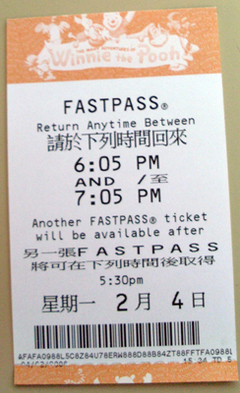 THE MANY ADVENTURES OF
Winnie the Pooh
FASTPASS®
Return Anytime Between
請於下列時間回來
6:05 PM
AND /至
7:05 PM
Another FASTPASS® ticket
will be available after
另一張FASTPASS
將可在下列時間後取得
5:30pm
星期一 2月 4日